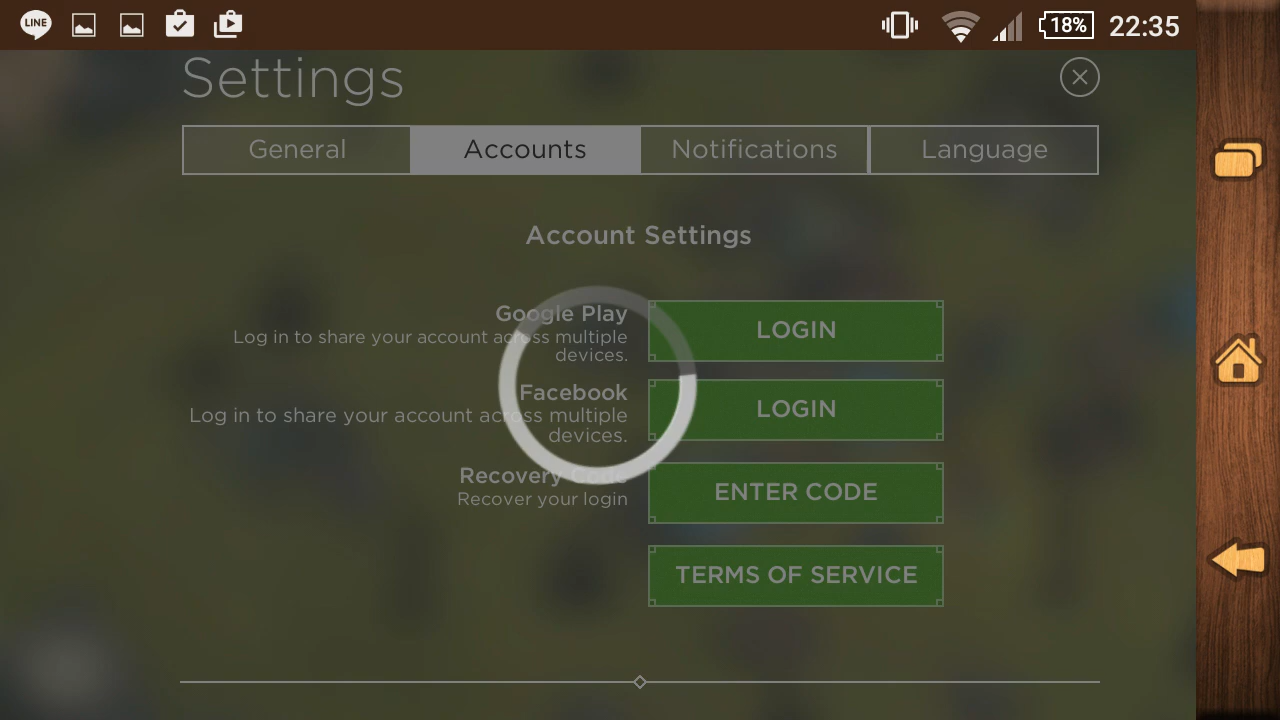 LINE
18%
22:35
Settings
General
Accounts
Notifications
Language
Account Settings
Google Play
Log in to share your account across multiple
devices.
LOGIN
Facebook
Log in to share your account across multiple
devices.
LOGIN
Recovery Code
Recover your login
ENTER CODE
TERMS OF SERVICE